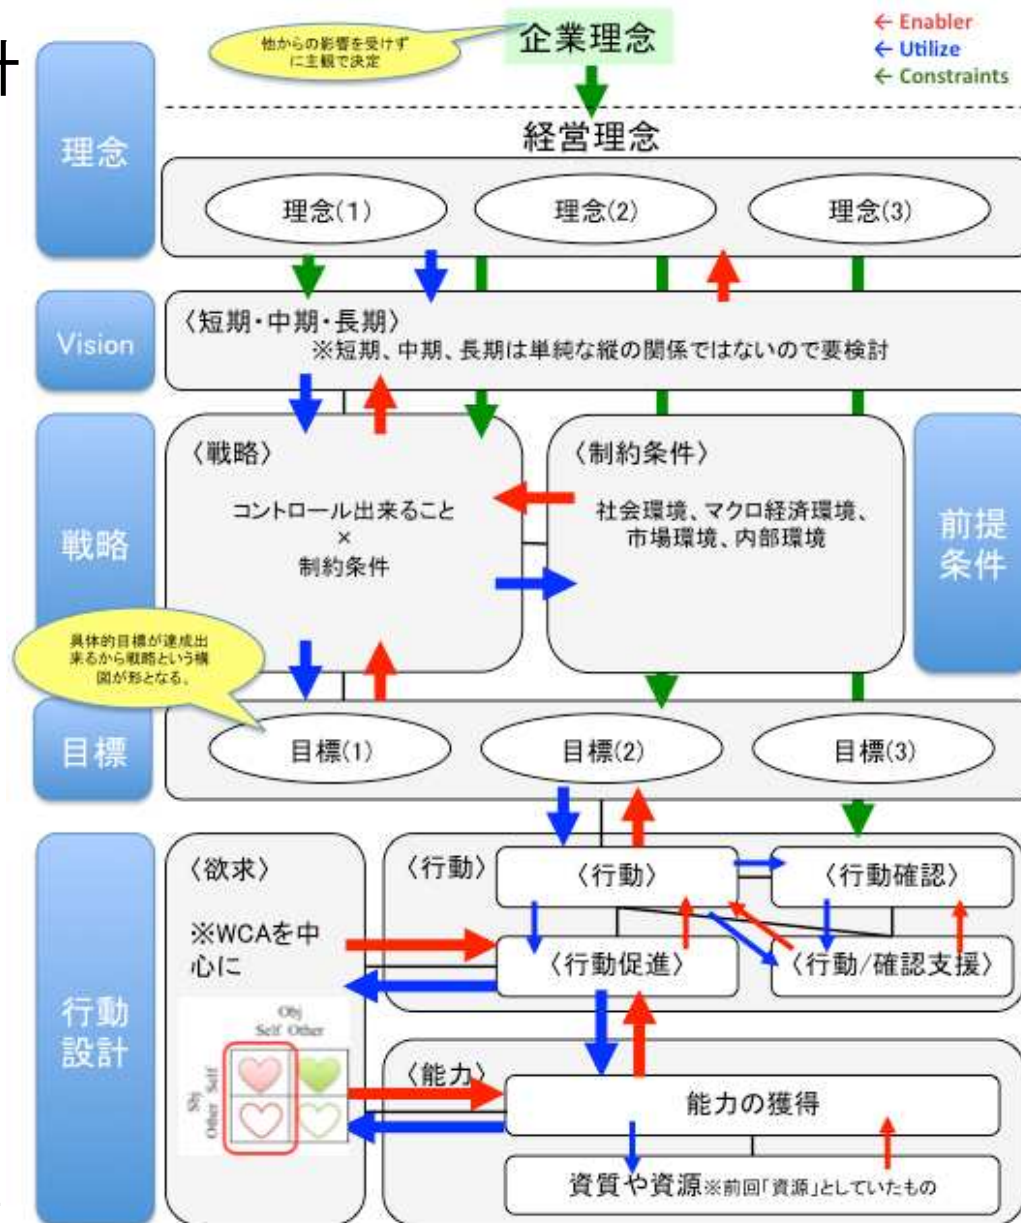 計
他からの影響を受けず
に主観で決定
企業理念
← Enabler
← Utilize
← Constraints
理念
経営理念
理念(1)
理念(2)
理念(3)
Vision
〈短期・中期・長期〉
※短期、中期、長期は単純な縦の関係ではないので要検討
戦略
〈戦略〉
コントロール出来ること
×
制約条件
〈制約条件〉
社会環境、マクロ経済環境、
市場環境、内部環境
前提
条件
具体的目標が達成出
来るから戦略という構
図が形となる。
目標
目標(1)
目標(2)
目標(3)
行動
設計
〈欲求〉
※WCAを中
心に
Obj
Self Other
Sbj
Other Self
〈行動〉
〈行動〉
〈行動確認〉
〈行動促進〉
〈行動/確認支援〉
〈能力〉
能力の獲得
資質や資源※前回「資源」としていたもの